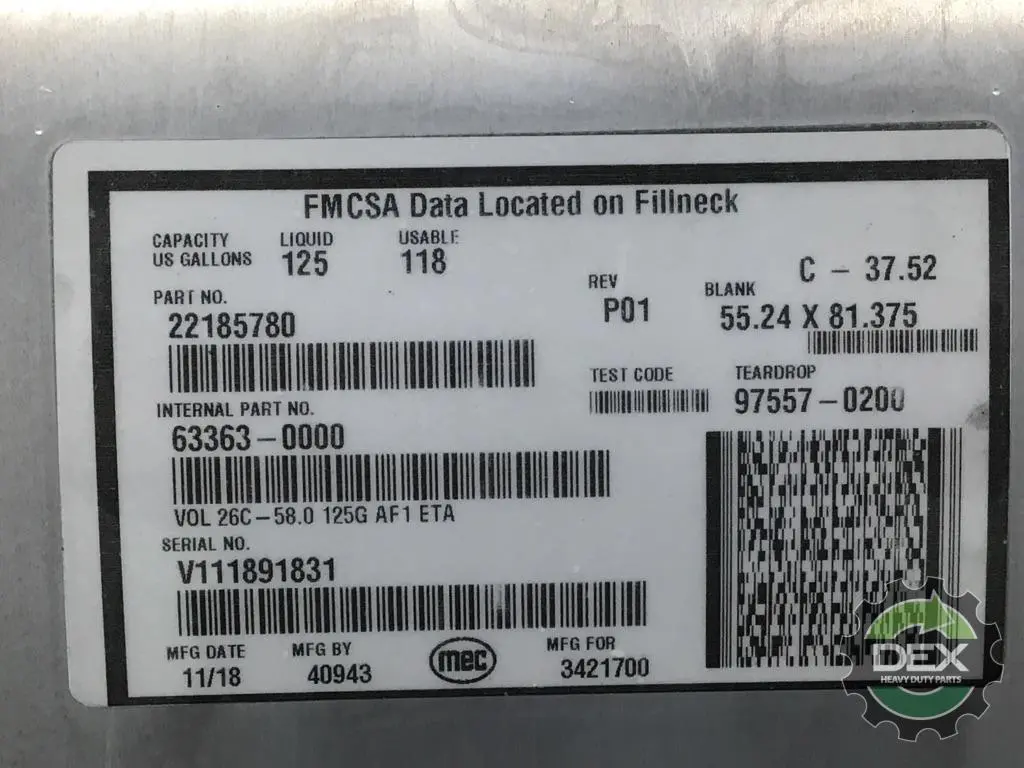 FMCSA Data Located on Fillneck
CAPACITY
US GALLONS
LIQUID
125
USABLE
118
PART NO.
22185780
REV
P01
C - 37.52
BLANK
55.24 X 81.375
TEST CODE
TEARDROP
97557-0200
INTERNAL PART NO.
63363-0000
VOL 26C-58.0 125G AF1 ETA
SERIAL NO.
V111891831
MFG DATE
11/18
MFG BY
40943
mec
MFG FOR
3421700
DEX
HEAVY DUTY PARTS